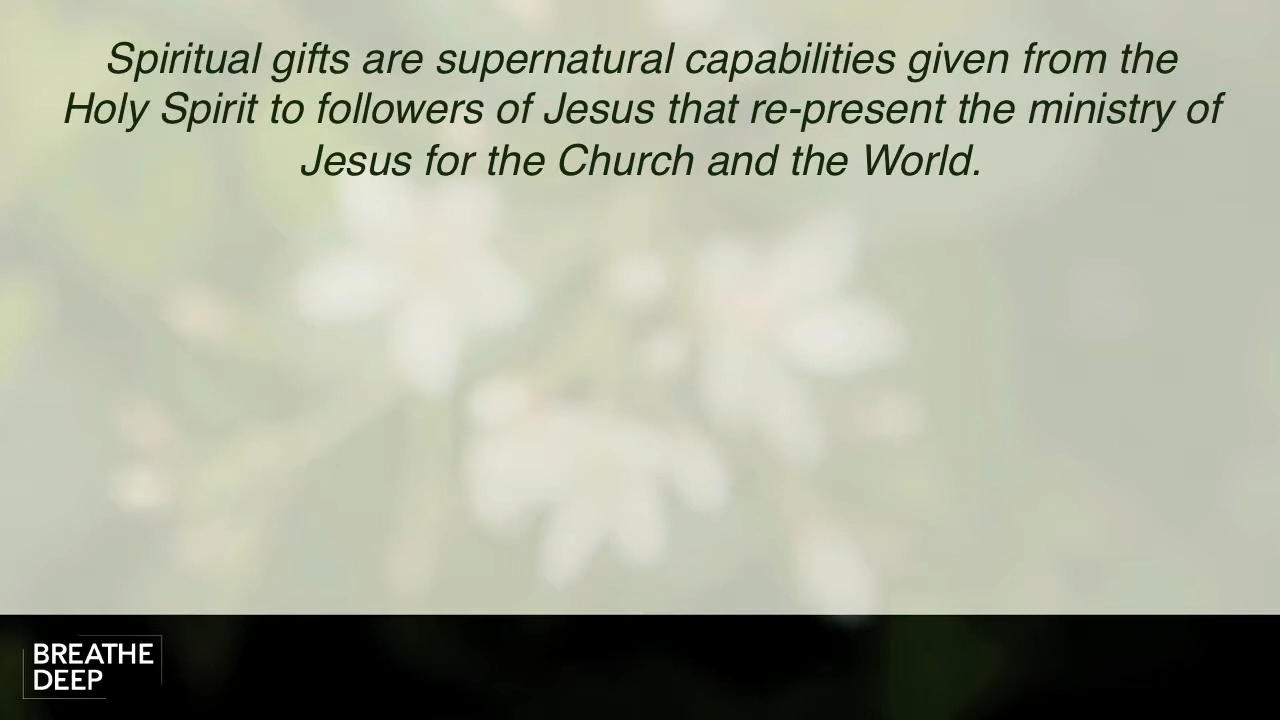 Spiritual gifts are supernatural capabilities given from the
Holy Spirit to followers of Jesus that re-present the ministry of
Jesus for the Church and the World.
BREATHE
DEEP